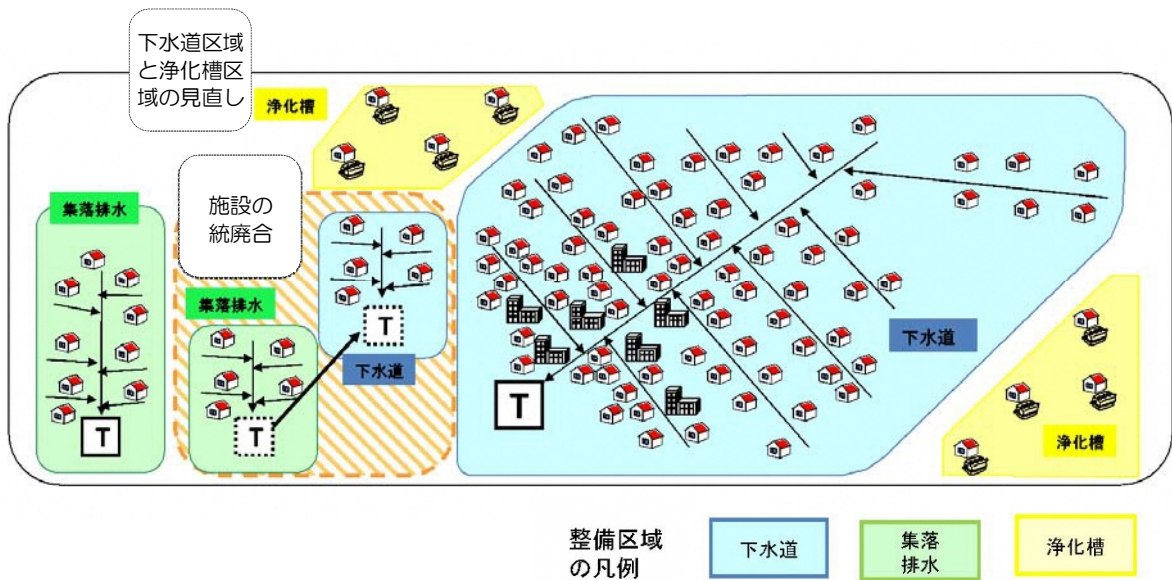 下水道区域
と浄化槽区
域の見直し
浄化槽
施設の
統廃合
集落排水
集落排水
T
下水道
T
T
下水道
T
浄化槽
整備区域
の凡例
下水道
集落
排水
浄化槽